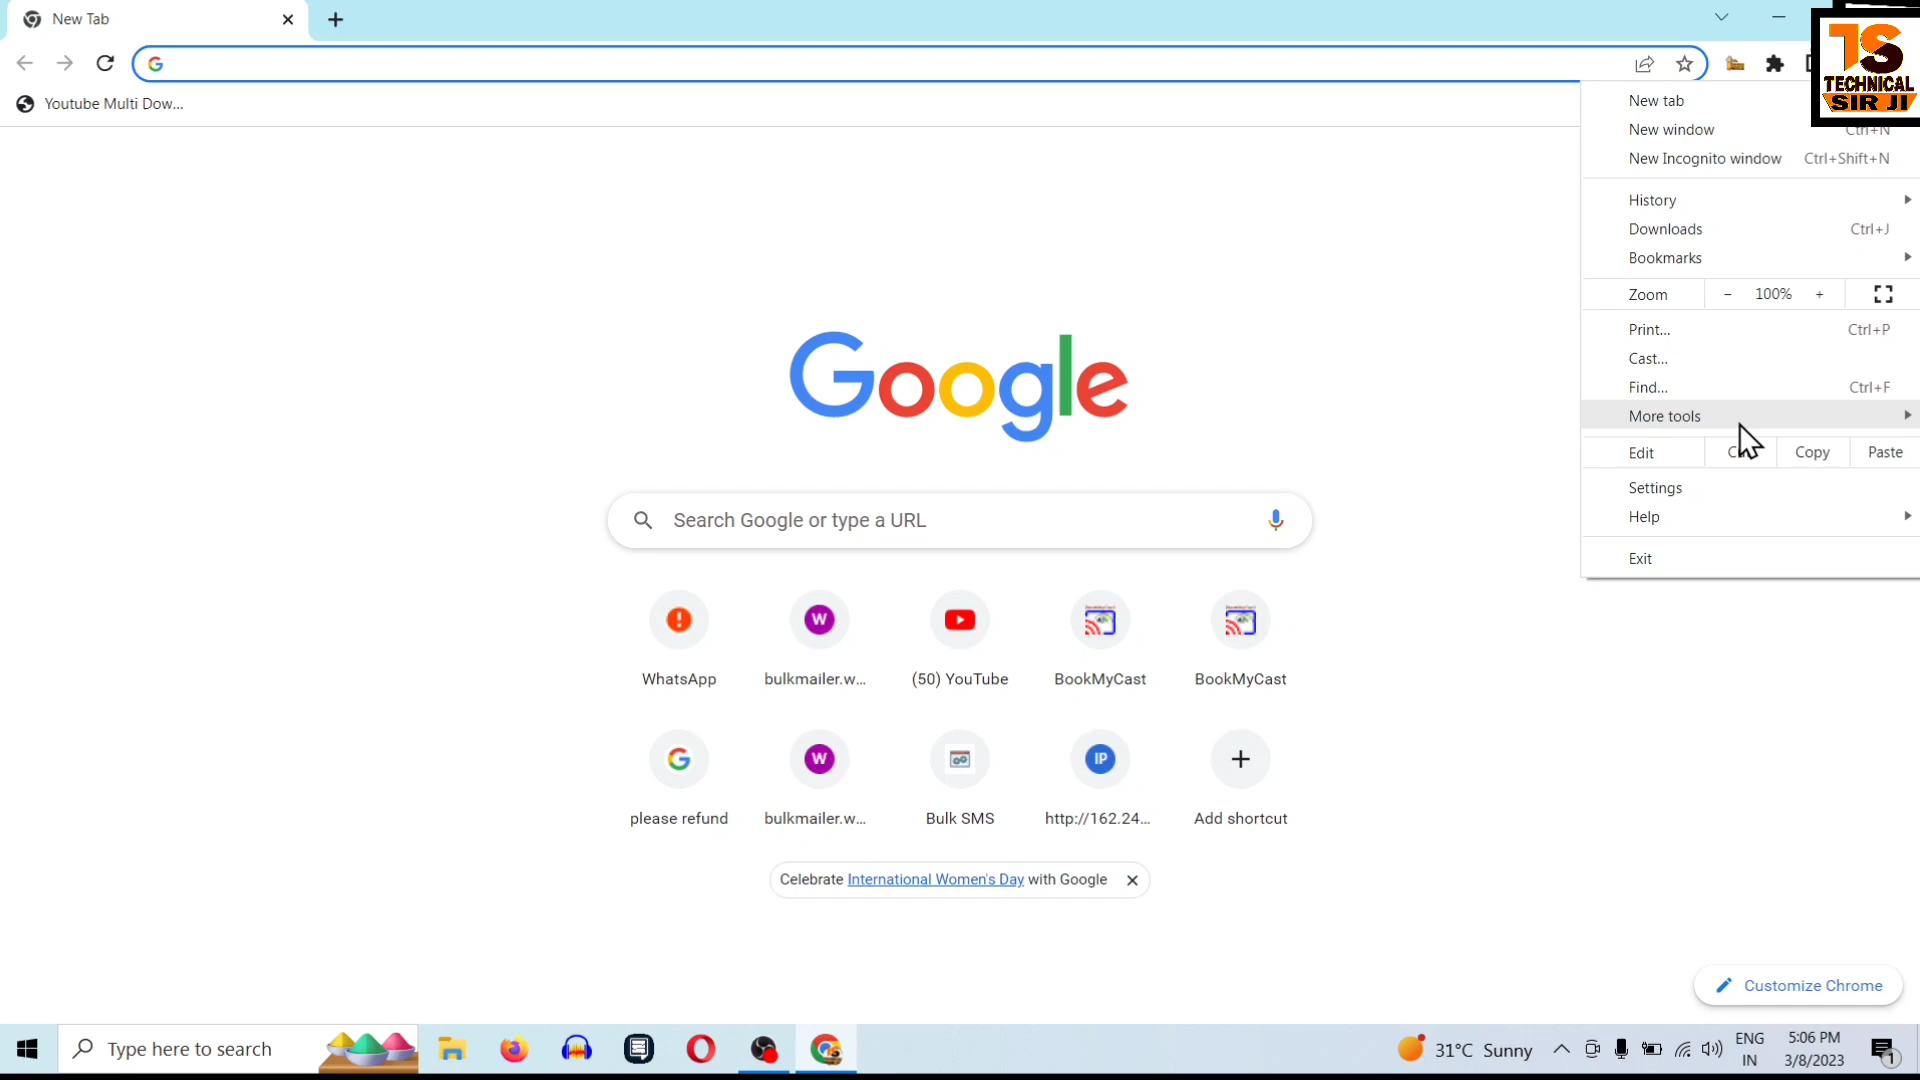 New Tab
Youtube Multi Dow...
TS
TECHNICAL
SIR JI
New tab
New window Ctrl+N
New Incognito window Ctrl+Shift+N
History
Downloads Ctrl+J
Bookmarks
Zoom - 100% +
Print... Ctrl+P
Cast...
Find... Ctrl+F
More tools
Edit Copy Paste
Settings
Help
Exit
Google
Search Google or type a URL
WhatsApp
W
bulkmailer.w...
(50) YouTube
BookMyCast
BookMyCast
please refund
W
bulkmailer.w...
Bulk SMS
IP
http://162.24...
Add shortcut
Celebrate International Women's Day with Google
Customize Chrome
Type here to search
31°C Sunny
ENG
IN
5:06 PM
3/8/2023
1